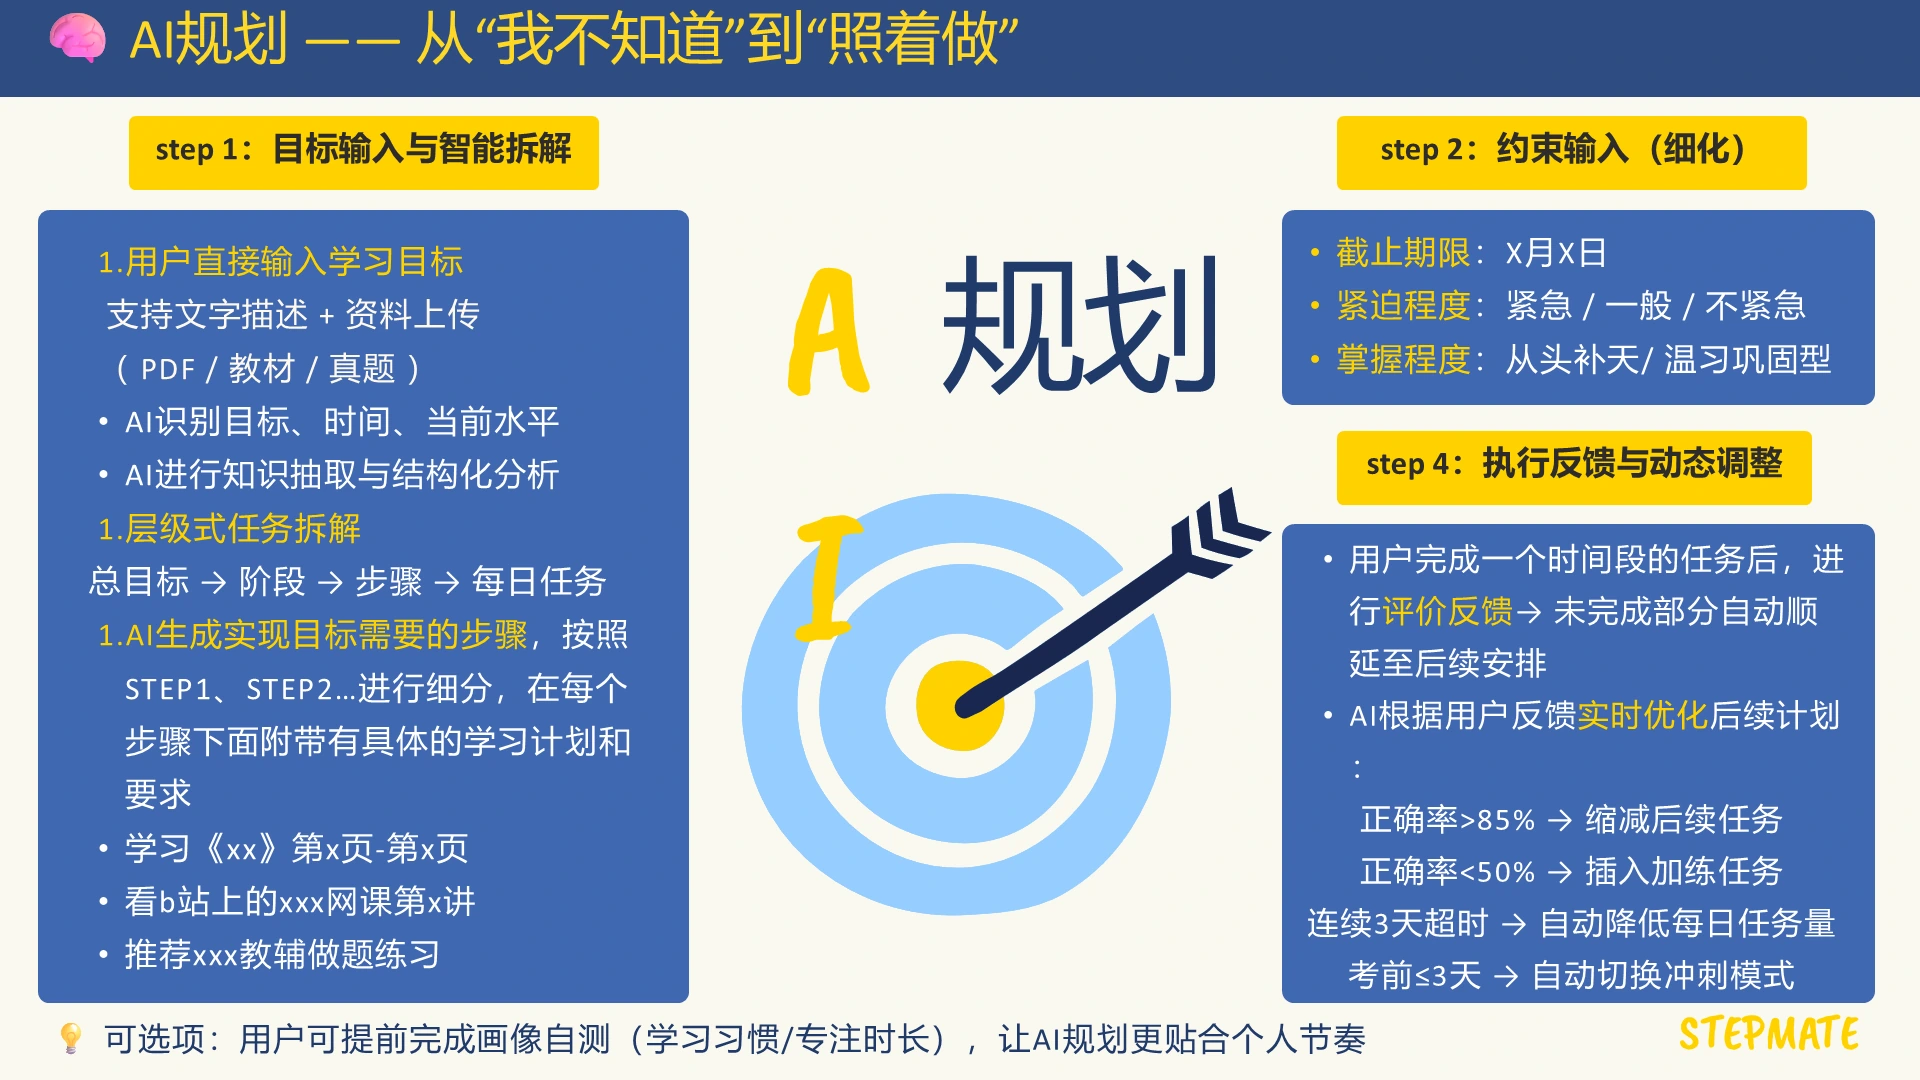 AI规划 —— 从“我不知道”到“照着做”
step 1：目标输入与智能拆解
1.用户直接输入学习目标
支持文字描述 + 资料上传
（ PDF / 教材 / 真题 ）
• AI识别目标、时间、当前水平
• AI进行知识抽取与结构化分析
1.层级式任务拆解
总目标 → 阶段 → 步骤 → 每日任务
1.AI生成实现目标需要的步骤，按照
STEP1、STEP2...进行细分，在每个
步骤下面附带有具体的学习计划和
要求
• 学习《xx》第x页-第x页
• 看b站上的xxx网课第x讲
• 推荐xxx教辅做题练习
A 规划
I
step 2：约束输入（细化）
• 截止期限：X月X日
• 紧迫程度：紧急 / 一般 / 不紧急
• 掌握程度：从头补天/ 温习巩固型
step 4：执行反馈与动态调整
• 用户完成一个时间段的任务后，进
行评价反馈→ 未完成部分自动顺
延至后续安排
• AI根据用户反馈实时优化后续计划
：
正确率>85% → 缩减后续任务
正确率<50% → 插入加练任务
连续3天超时 → 自动降低每日任务量
考前≤3天 → 自动切换冲刺模式
可选项：用户可提前完成画像自测（学习习惯/专注时长），让AI规划更贴合个人节奏
STEPMATE